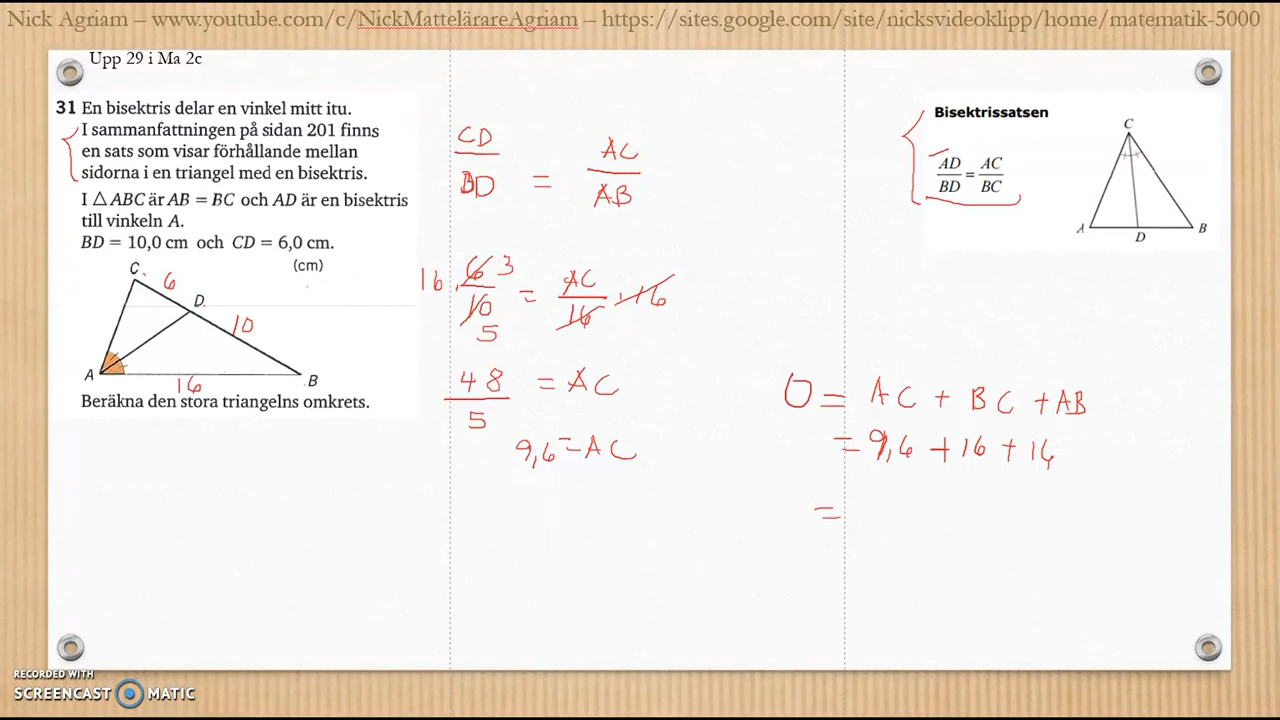 Nick Agriam – www.youtube.com/c/NickMattelärareAgriam – https://sites.google.com/site/nicksvideoklipp/home/matematik-5000
Upp 29 i Ma 2c
31 En bisektris delar en vinkel mitt itu.
I sammanfattningen på sidan 201 finns
en sats som visar förhållande mellan
sidorna i en triangel med en bisektris.
I △ABC är AB = BC och AD är en bisektris
till vinkeln A.
BD = 10,0 cm och CD = 6,0 cm.
(cm)
C
6
D
10
A
16
B
Beräkna den stora triangelns omkrets.
CD/BD = AC/AB
16 · 6/10 = AC/16 · 16
3
5
48/5 = AC
9,6 = AC
Bisektrissatsen
AD/BD = AC/BC
C
A
D
B
O = AC + BC + AB
= 9,6 + 16 + 16
=
RECORDED WITH
SCREENCAST MATIC